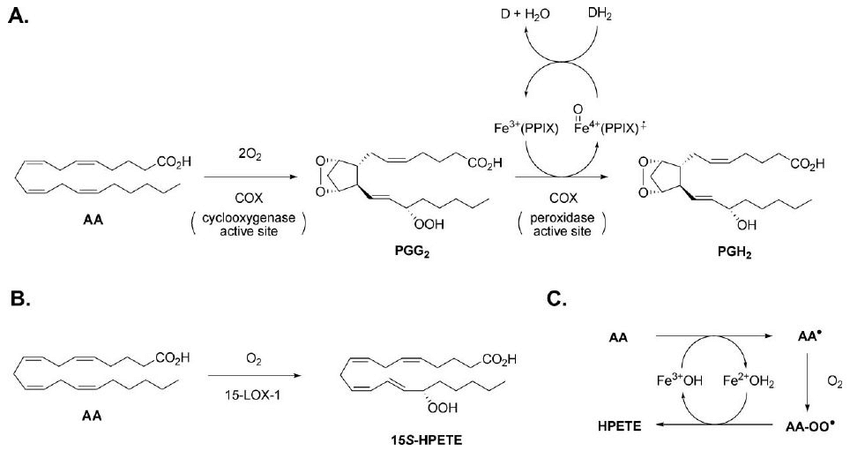 A.
D + H₂O
DH₂
O
Fe³⁺(PPIX)
Fe⁴⁺(PPIX)•⁺
CO₂H
2O₂
COX
( cyclooxygenase
active site )
AA
O
O
CO₂H
OOH
PGG₂
COX
( peroxidase
active site )
O
O
CO₂H
OH
PGH₂
B.
CO₂H
AA
O₂
15-LOX-1
CO₂H
OOH
15S-HPETE
C.
AA
AA•
Fe³⁺OH
Fe²⁺OH₂
O₂
HPETE
AA-OO•